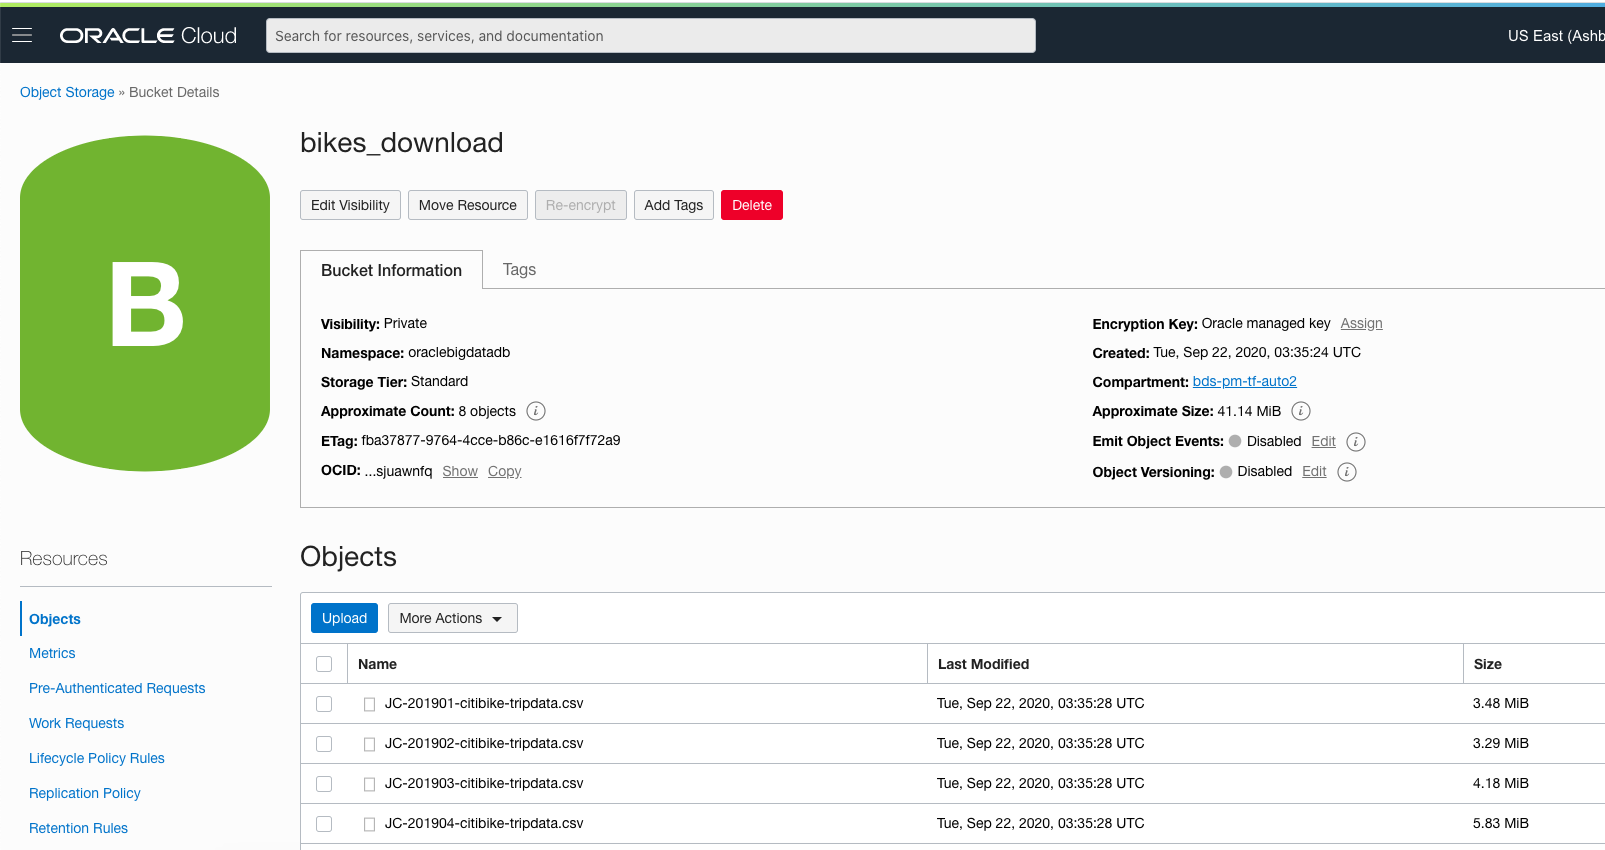 ORACLE Cloud
Search for resources, services, and documentation
US East (Ashb
Object Storage » Bucket Details
B
bikes_download
Edit Visibility
Move Resource
Re-encrypt
Add Tags
Delete
Bucket Information
Tags
Visibility: Private
Namespace: oraclebigdatadb
Storage Tier: Standard
Approximate Count: 8 objects i
ETag: fba37877-9764-4cce-b86c-e1616f7f72a9
OCID: ...sjuawnfq Show Copy
Encryption Key: Oracle managed key Assign
Created: Tue, Sep 22, 2020, 03:35:24 UTC
Compartment: bds-pm-tf-auto2
Approximate Size: 41.14 MiB i
Emit Object Events: Disabled Edit i
Object Versioning: Disabled Edit i
Resources
Objects
Metrics
Pre-Authenticated Requests
Work Requests
Lifecycle Policy Rules
Replication Policy
Retention Rules
Objects
Upload
More Actions
Name Last Modified Size
JC-201901-citibike-tripdata.csv Tue, Sep 22, 2020, 03:35:28 UTC 3.48 MiB
JC-201902-citibike-tripdata.csv Tue, Sep 22, 2020, 03:35:28 UTC 3.29 MiB
JC-201903-citibike-tripdata.csv Tue, Sep 22, 2020, 03:35:28 UTC 4.18 MiB
JC-201904-citibike-tripdata.csv Tue, Sep 22, 2020, 03:35:28 UTC 5.83 MiB